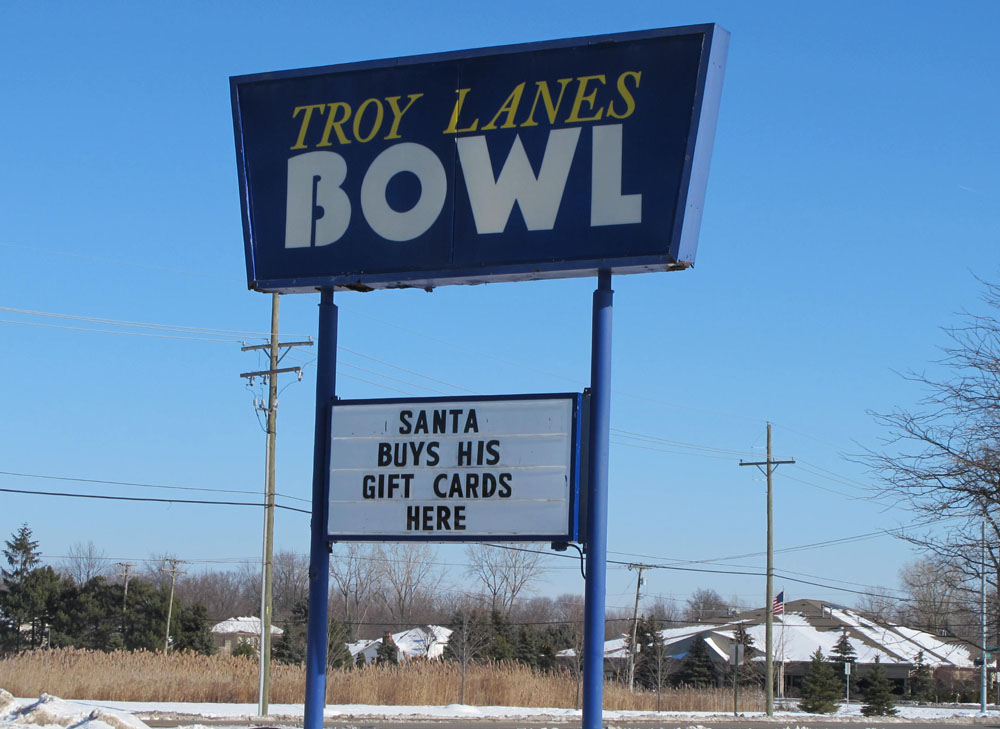 TROY LANES
BOWL
SANTA
BUYS HIS
GIFT CARDS
HERE